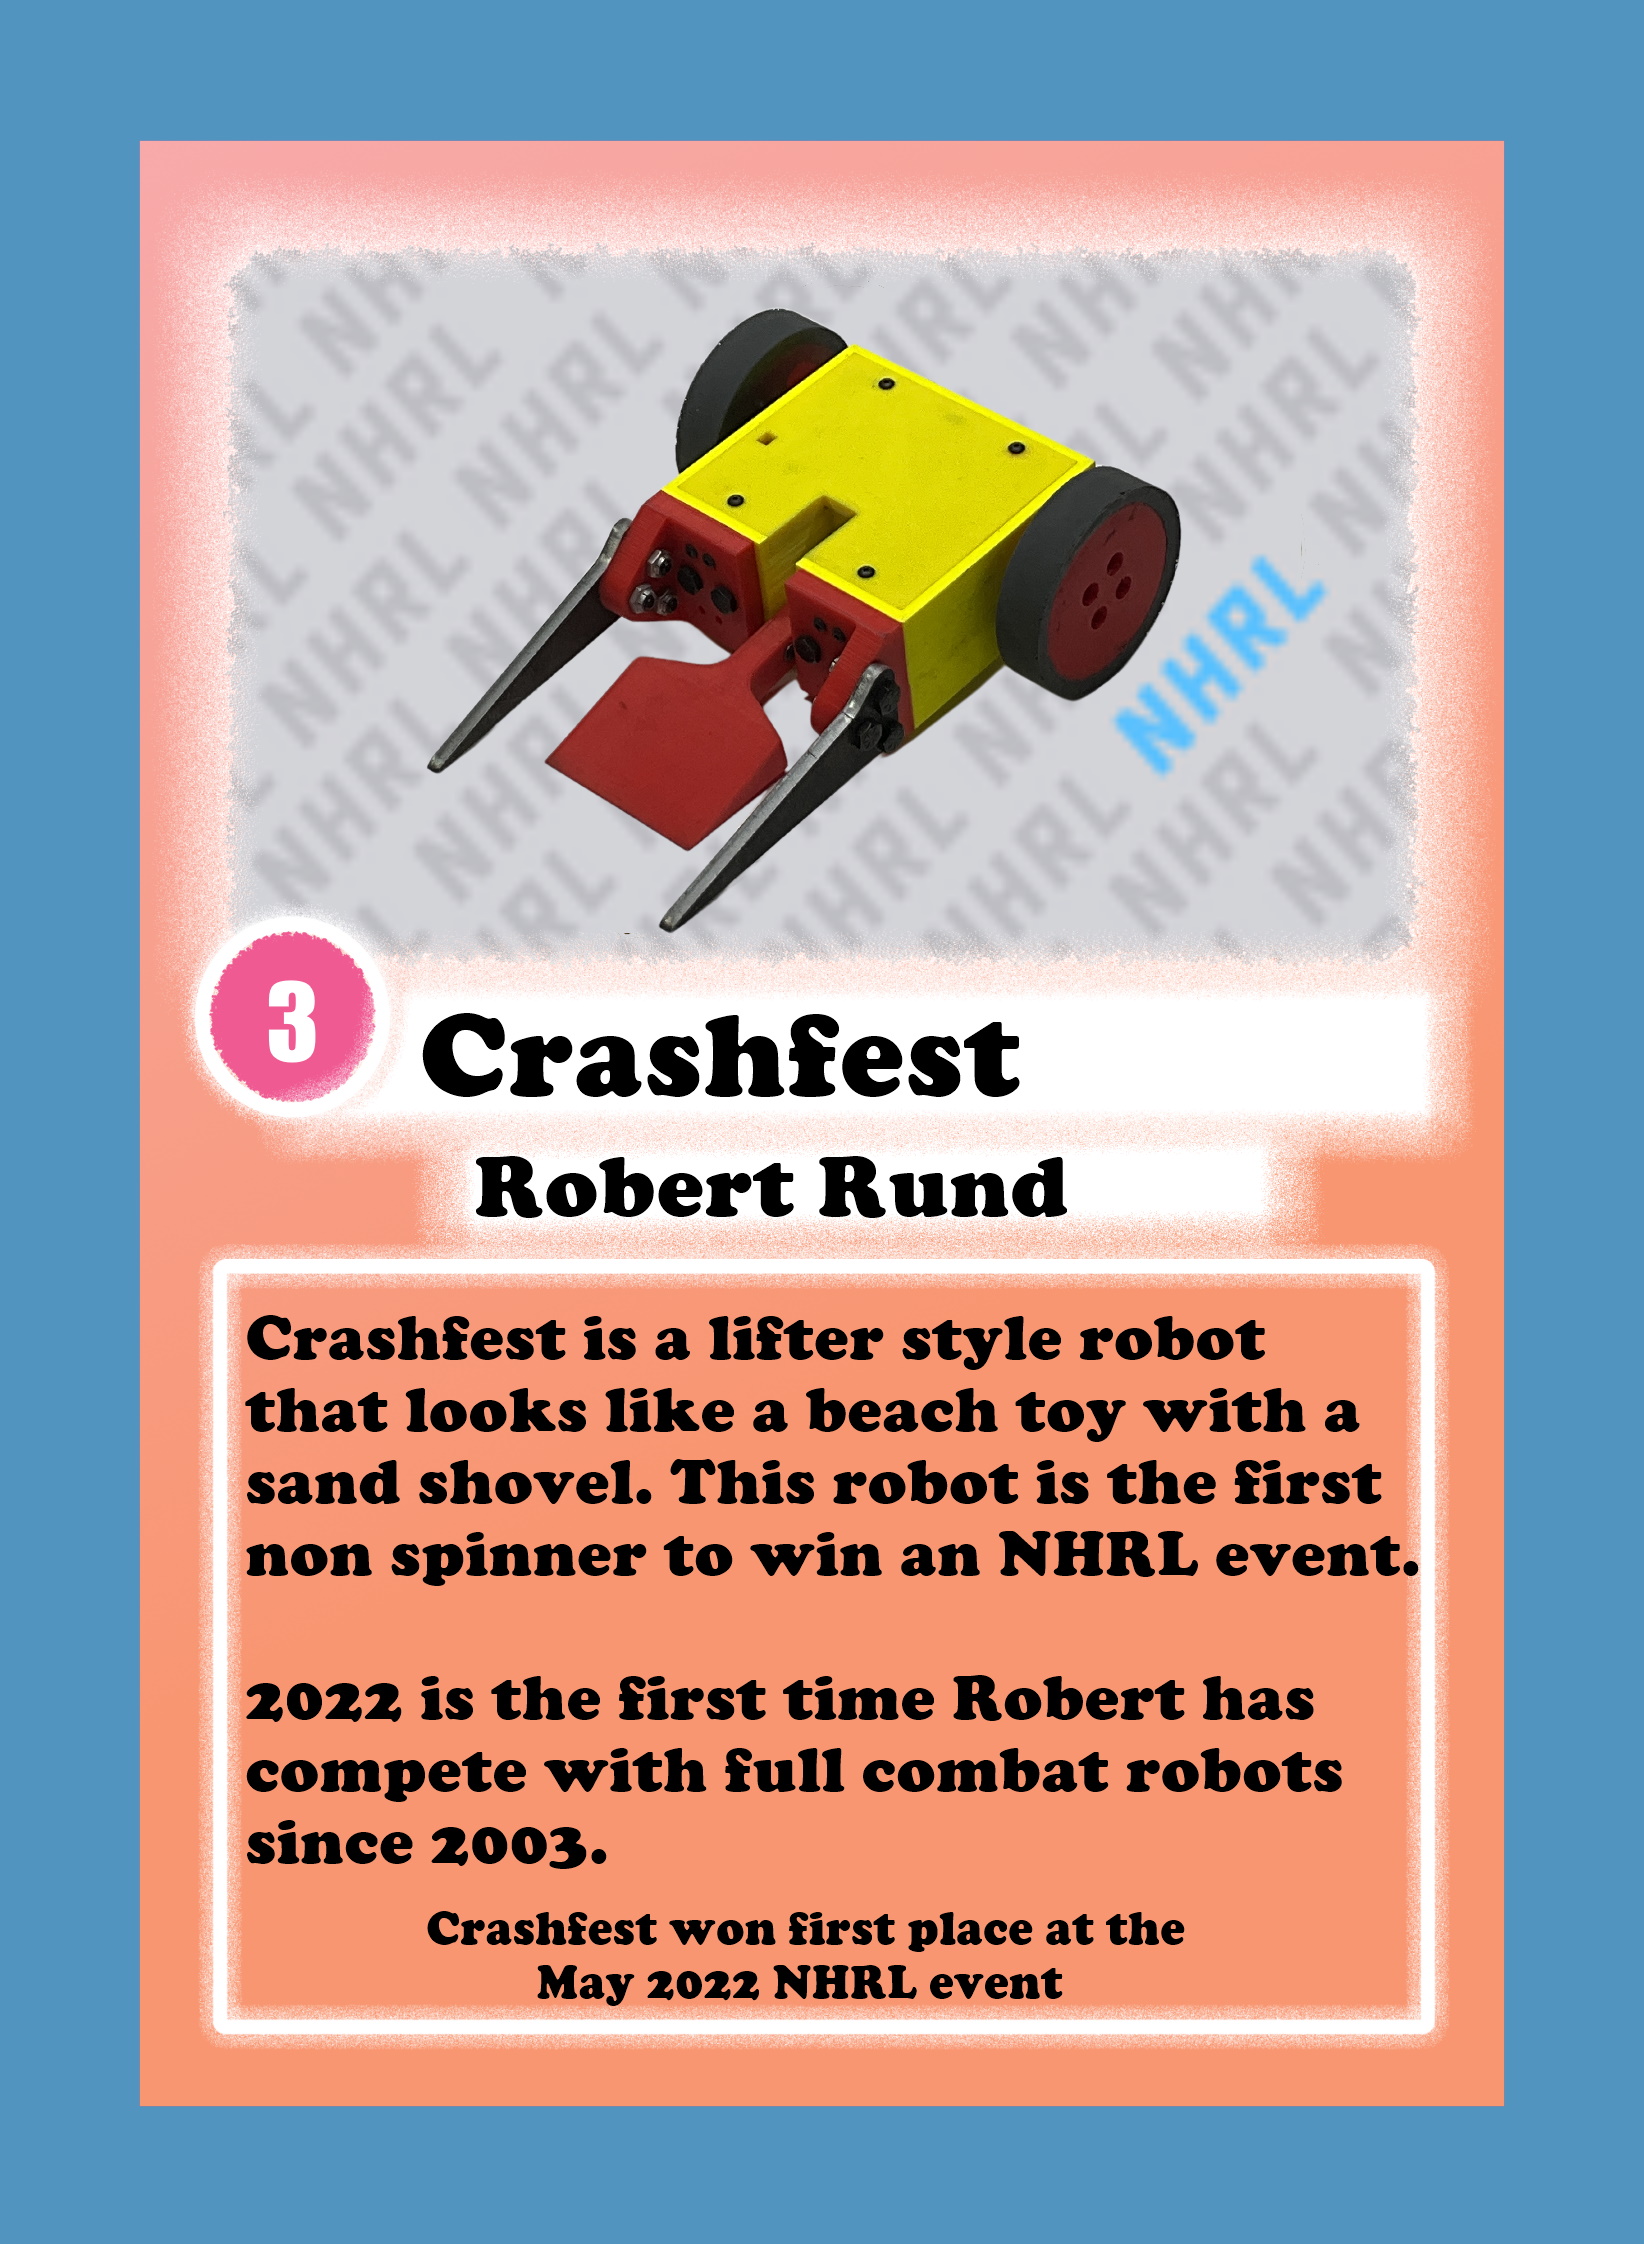 NHRL
3
Crashfest
Robert Rund
Crashfest is a lifter style robot
that looks like a beach toy with a
sand shovel. This robot is the first
non spinner to win an NHRL event.
2022 is the first time Robert has
compete with full combat robots
since 2003.
Crashfest won first place at the
May 2022 NHRL event